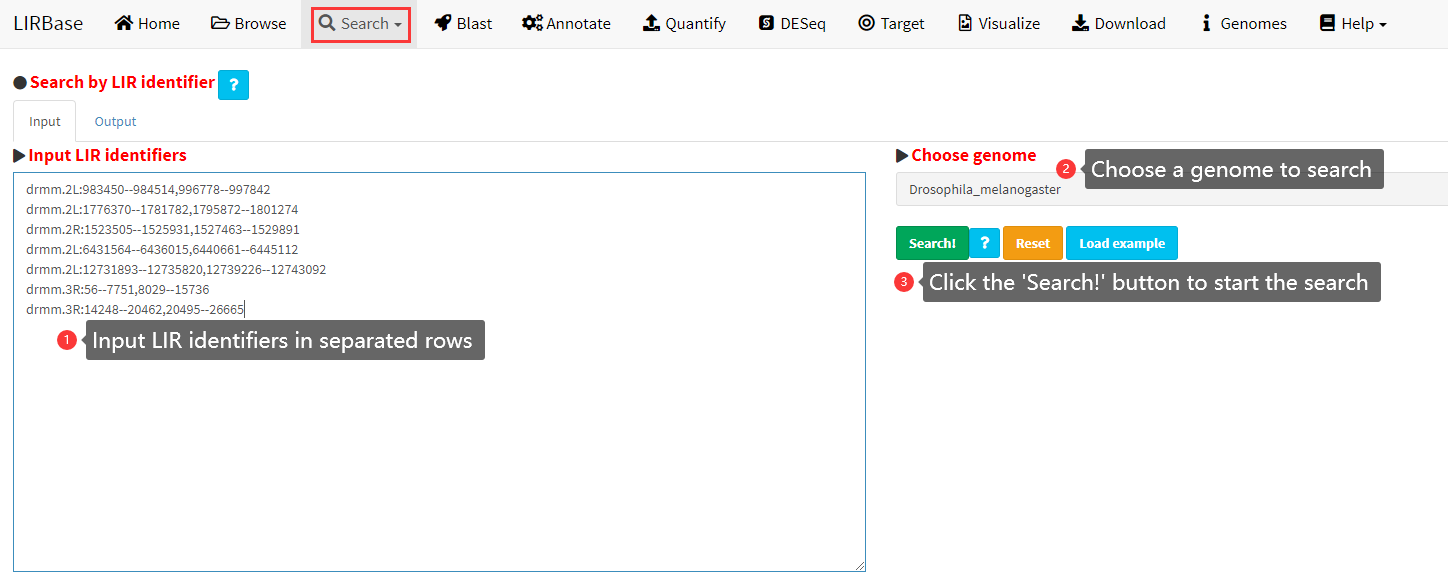 LIRBase Home Browse Search Blast Annotate Quantify DESeq Target Visualize Download Genomes Help
Search by LIR identifier ?
Input Output
Input LIR identifiers
drmm.2L:983450--984514,996778--997842
drmm.2L:1776370--1781782,1795872--1801274
drmm.2R:1523505--1525931,1527463--1529891
drmm.2L:6431564--6436015,6440661--6445112
drmm.2L:12731893--12735820,12739226--12743092
drmm.3R:56--7751,8029--15736
drmm.3R:14248--20462,20495--26665
1 Input LIR identifiers in separated rows
Choose genome
2 Choose a genome to search
Drosophila_melanogaster
Search! ? Reset Load example
3 Click the 'Search!' button to start the search